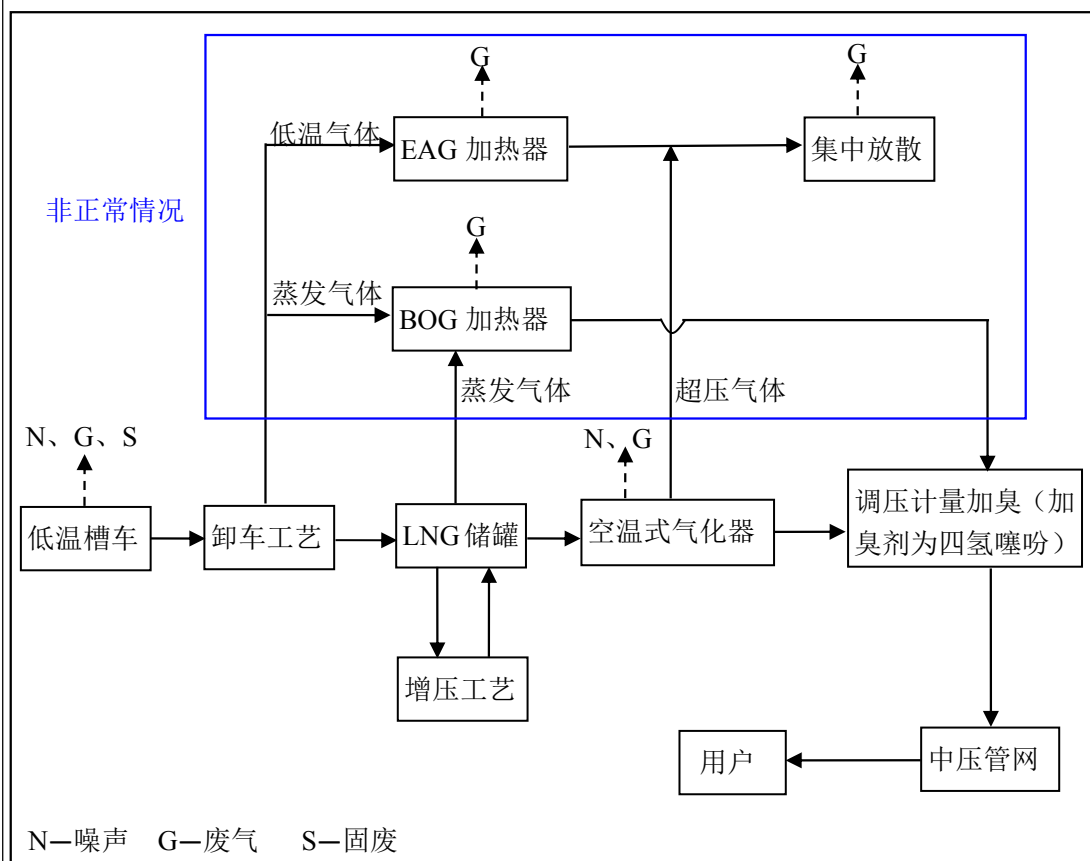 G
G
低温气体
EAG 加热器
集中放散
非正常情况
G
蒸发气体
BOG 加热器
蒸发气体
超压气体
N、G、S
N、G
低温槽车
卸车工艺
LNG 储罐
空温式气化器
调压计量加臭（加
臭剂为四氢噻吩）
增压工艺
用户
中压管网
N—噪声 G—废气 S—固废